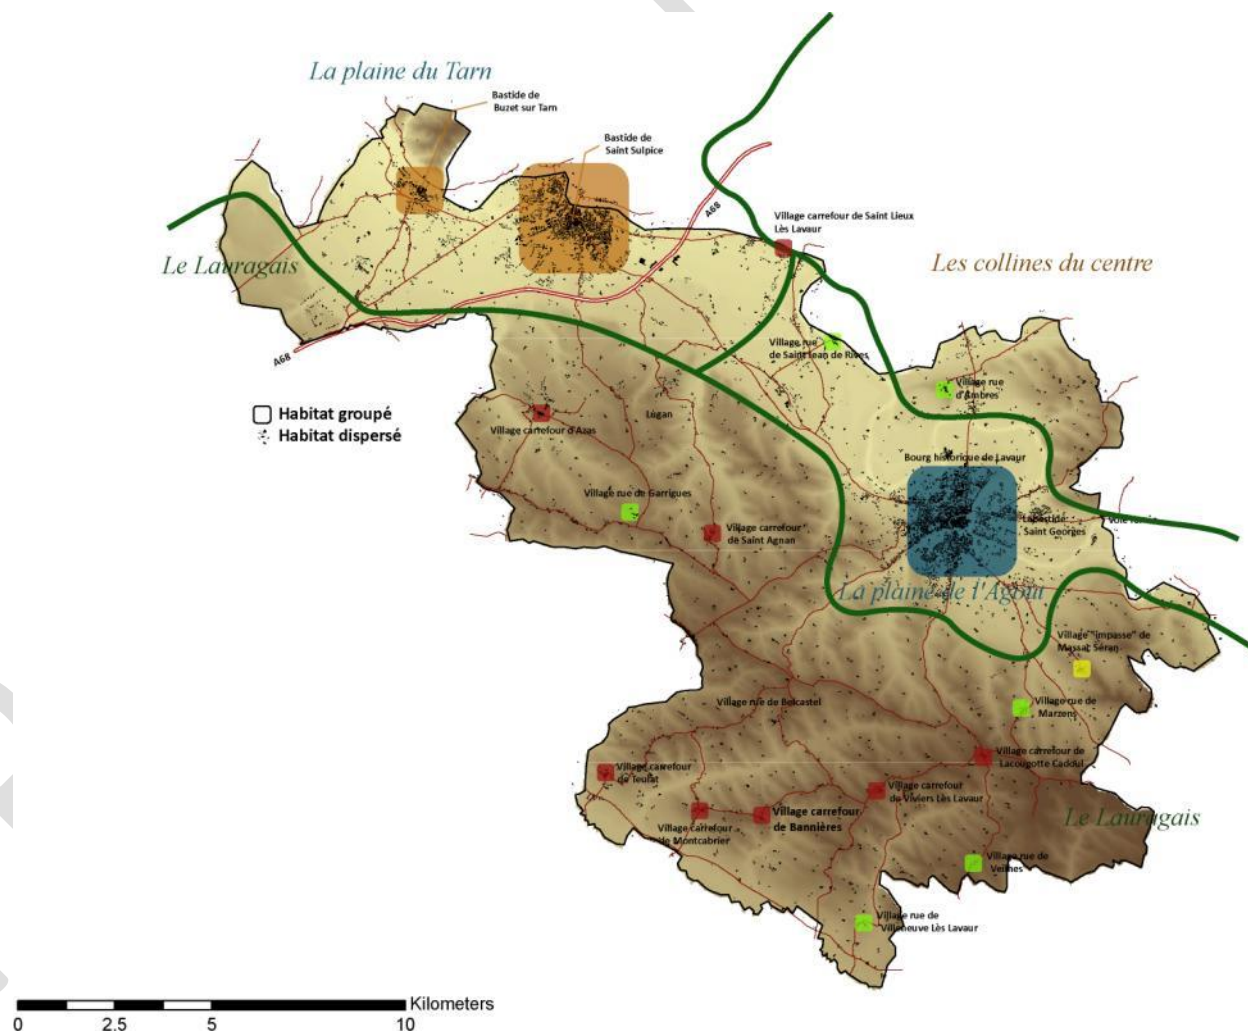 La plaine du Tarn
Bastide de
Buzet sur Tarn
Bastide de
Saint Sulpice
A68
Village carrefour de Saint Lieux
Lès Lavaur
Le Lauragais
Les collines du centre
A68
Village rue
de Saint Jean de Rives
Village rue
d'Ambres
Habitat groupé
Habitat dispersé
Lugan
Village carrefour d'Azas
Bourg historique de Lavaur
Village rue de Garrigues
Village carrefour
de Saint Agnan
Labastide
Saint Georges
Voie
La plaine de l'Agout
Village "impasse" de
Massac Séran
Village rue de Belcastel
Village rue de
Marzens
Village carrefour de
Lacougotte Cadoul
Village carrefour
de Teulat
Village carrefour
de Viviers Lès Lavaur
Village carrefour
de Bannières
Village carrefour
de Montcabrier
Le Lauragais
Village rue de
Veilhes
Village rue de
Villeneuve Lès Lavaur
Kilometers
0 2.5 5 10